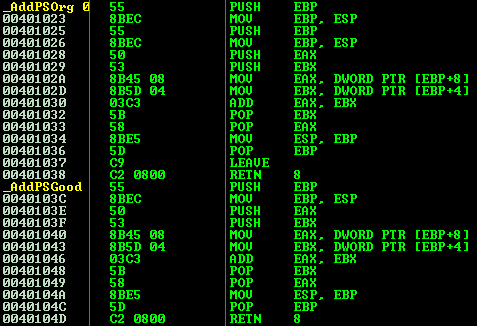 _AddPSOrg 0 55 PUSH EBP
00401023 8BEC MOV EBP, ESP
00401025 55 PUSH EBP
00401026 8BEC MOV EBP, ESP
00401028 50 PUSH EAX
00401029 53 PUSH EBX
0040102A 8B45 08 MOV EAX, DWORD PTR [EBP+8]
0040102D 8B5D 04 MOV EBX, DWORD PTR [EBP+4]
00401030 03C3 ADD EAX, EBX
00401032 5B POP EBX
00401033 58 POP EAX
00401034 8BE5 MOV ESP, EBP
00401036 5D POP EBP
00401037 C9 LEAVE
00401038 C2 0800 RETN 8
_AddPSGood 55 PUSH EBP
0040103C 8BEC MOV EBP, ESP
0040103E 50 PUSH EAX
0040103F 53 PUSH EBX
00401040 8B45 08 MOV EAX, DWORD PTR [EBP+8]
00401043 8B5D 04 MOV EBX, DWORD PTR [EBP+4]
00401046 03C3 ADD EAX, EBX
00401048 5B POP EBX
00401049 58 POP EAX
0040104A 8BE5 MOV ESP, EBP
0040104C 5D POP EBP
0040104D C2 0800 RETN 8